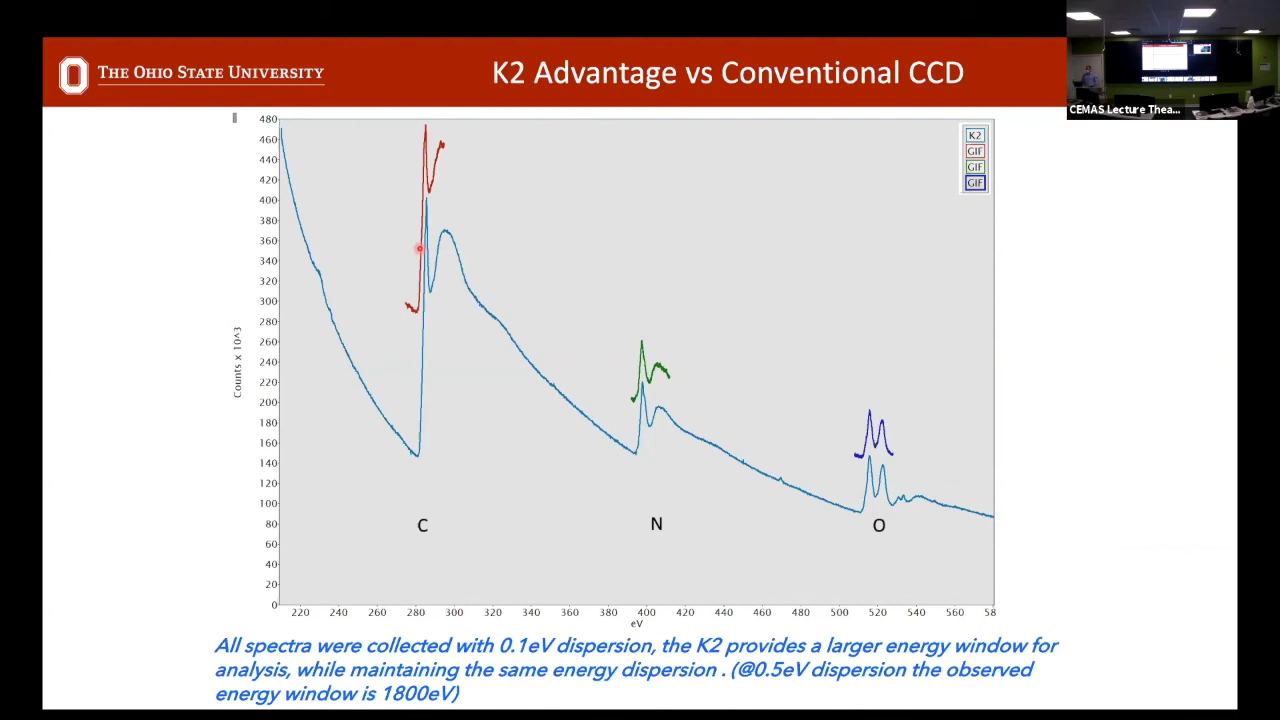 THE OHIO STATE UNIVERSITY
K2 Advantage vs Conventional CCD
CEMAS Lecture Thea...
480
460
440
420
400
380
360
340
320
300
280
260
240
220
200
180
160
140
120
100
80
60
40
20
0
Counts x 10^3
K2
GIF
GIF
GIF
C
N
O
220 240 260 280 300 320 340 360 380 400 420 440 460 480 500 520 540 560 58
eV
All spectra were collected with 0.1eV dispersion, the K2 provides a larger energy window for
analysis, while maintaining the same energy dispersion . (@0.5eV dispersion the observed
energy window is 1800eV)